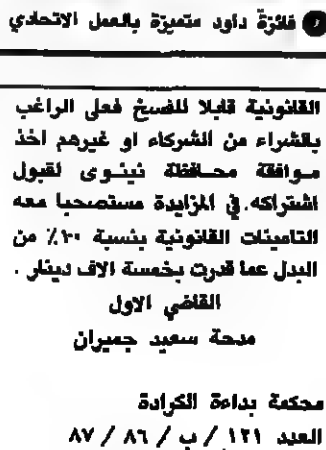 فائزة داود متميزة بالعمل الاتحادي
القانونية قابلا للفسخ فعلى الراغب
بالشراء من الشركاء او غيرهم اخذ
موافقة محافظة نينوى لقبول
اشتراكه في المزايدة مستصحبا معه
التامينات القانونية بنسبة ١٠٪ من
البدل عما قدرت بخمسة الاف دينار .
القاضي الاول
مدحة سعيد جميران
محكمة بداءة الكرادة
العدد ١٢١ / ب / ٨٦ / ٨٧